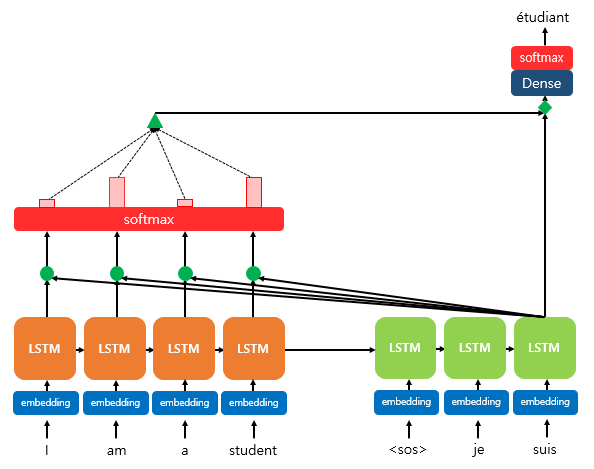 étudiant
softmax
Dense
softmax
LSTM LSTM LSTM LSTM LSTM LSTM LSTM
embedding embedding embedding embedding embedding embedding embedding
I am a student <sos> je suis